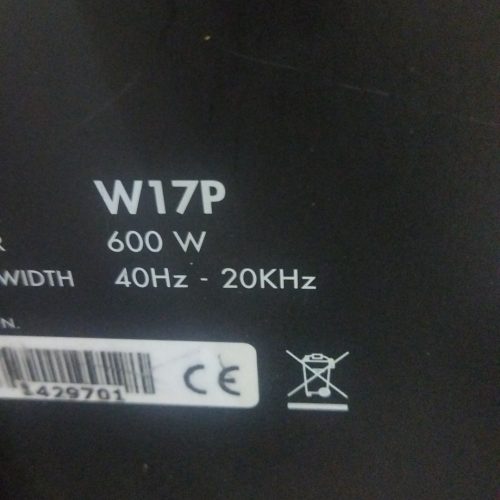 W17P
R 600 W
WIDTH 40Hz - 20KHz
N.
1429701 CE